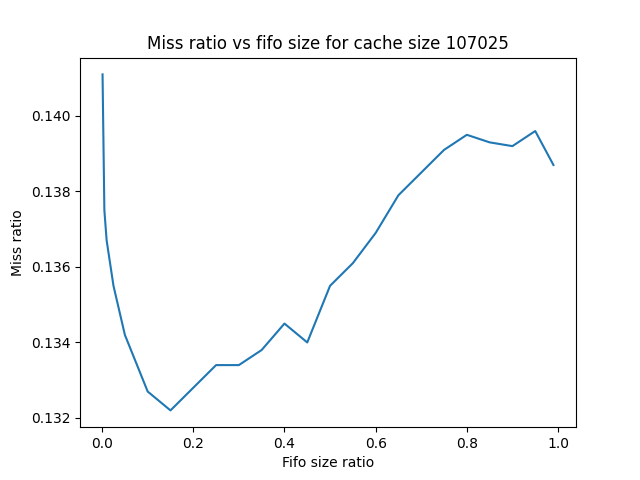 Miss ratio vs fifo size for cache size 107025
0.140
0.138
0.136
0.134
0.132
Miss ratio
0.0 0.2 0.4 0.6 0.8 1.0
Fifo size ratio